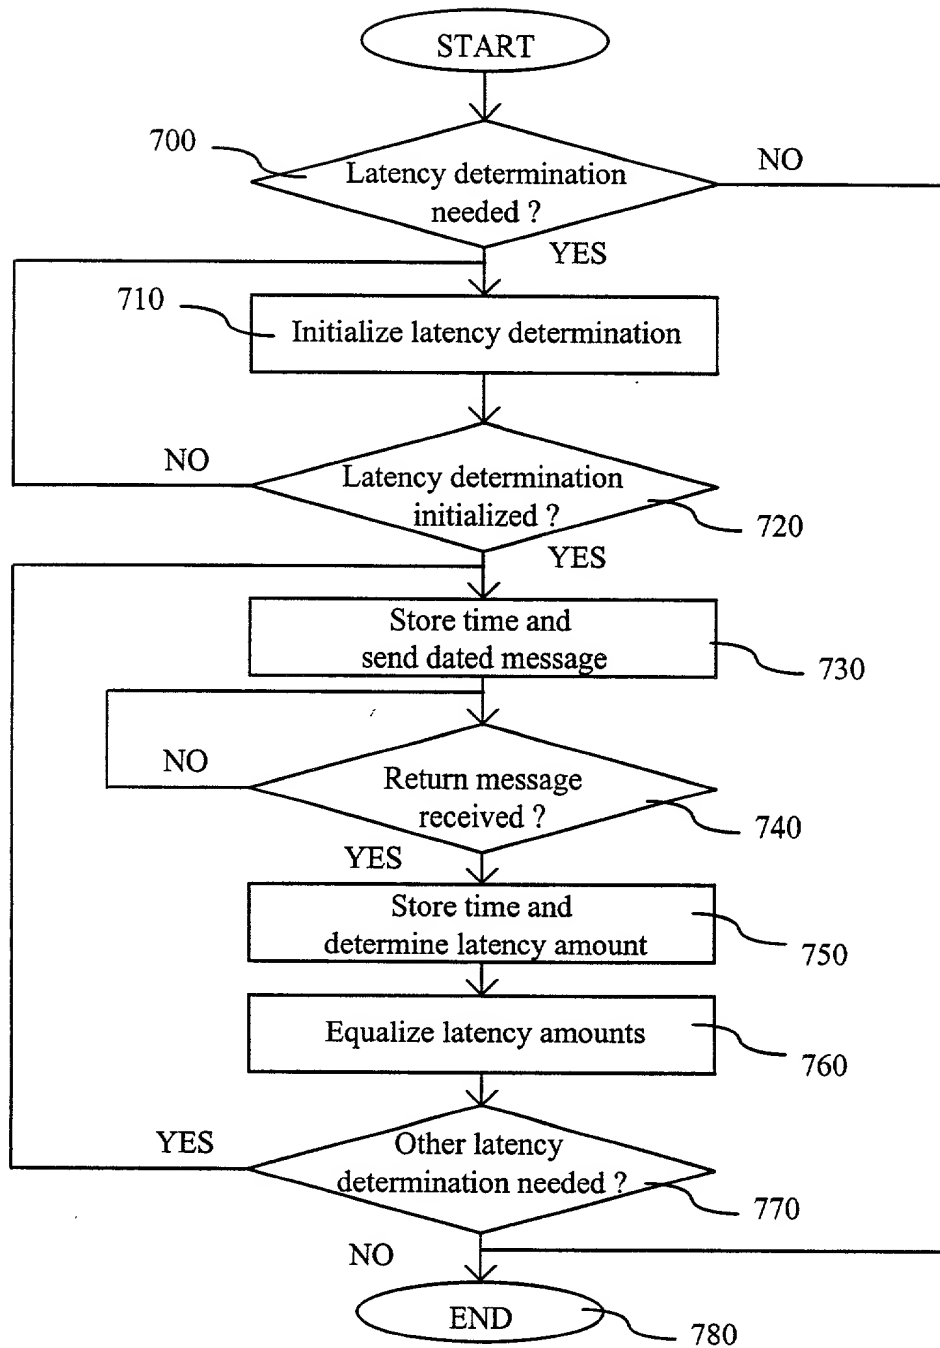 START
700
NO
Latency determination
needed ?
YES
710
Initialize latency determination
NO
Latency determination
initialized ?
720
YES
Store time and
send dated message
730
NO
Return message
received ?
740
YES
Store time and
determine latency amount
750
Equalize latency amounts
760
YES
Other latency
determination needed ?
770
NO
END
780